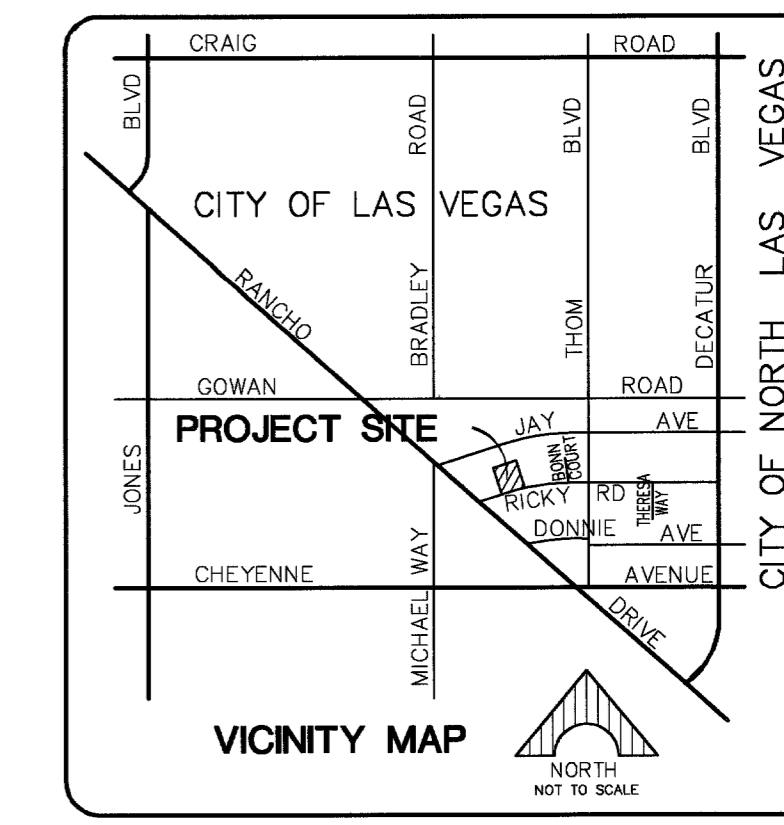 CRAIG ROAD
BLVD
ROAD
BLVD
BLVD
CITY OF LAS VEGAS
RANCHO
BRADLEY
THOM
DECATUR
CITY OF NORTH LAS VEGAS
GOWAN ROAD
PROJECT SITE
JAY AVE
BONN
COURT
JONES
RICKY RD
THERESA
WAY
DONNIE AVE
CHEYENNE AVENUE
MICHAEL WAY
DRIVE
VICINITY MAP
NORTH
NOT TO SCALE